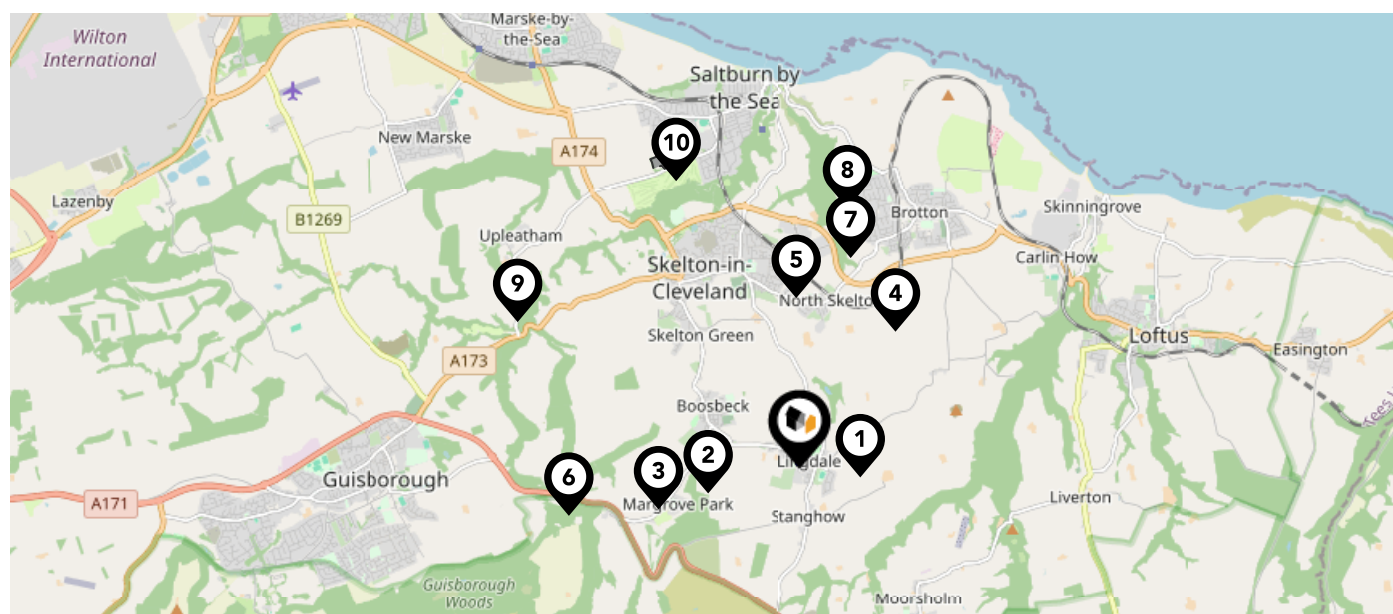 Marske-by-
the-Sea
Wilton
International
Saltburn by
the Sea
New Marske
10
A174
8
Lazenby
B1269
7
Brotton
Skinningrove
Upleatham
5
Carlin How
Skelton-in-
Cleveland
9
4
North Skelto
Skelton Green
Loftus
Easington
A173
Boosbeck
Tees
1
2
Lingdale
3
6
Guisborough
A171
Margrove Park
Liverton
Stanghow
Guisborough
Woods
Moorsholm